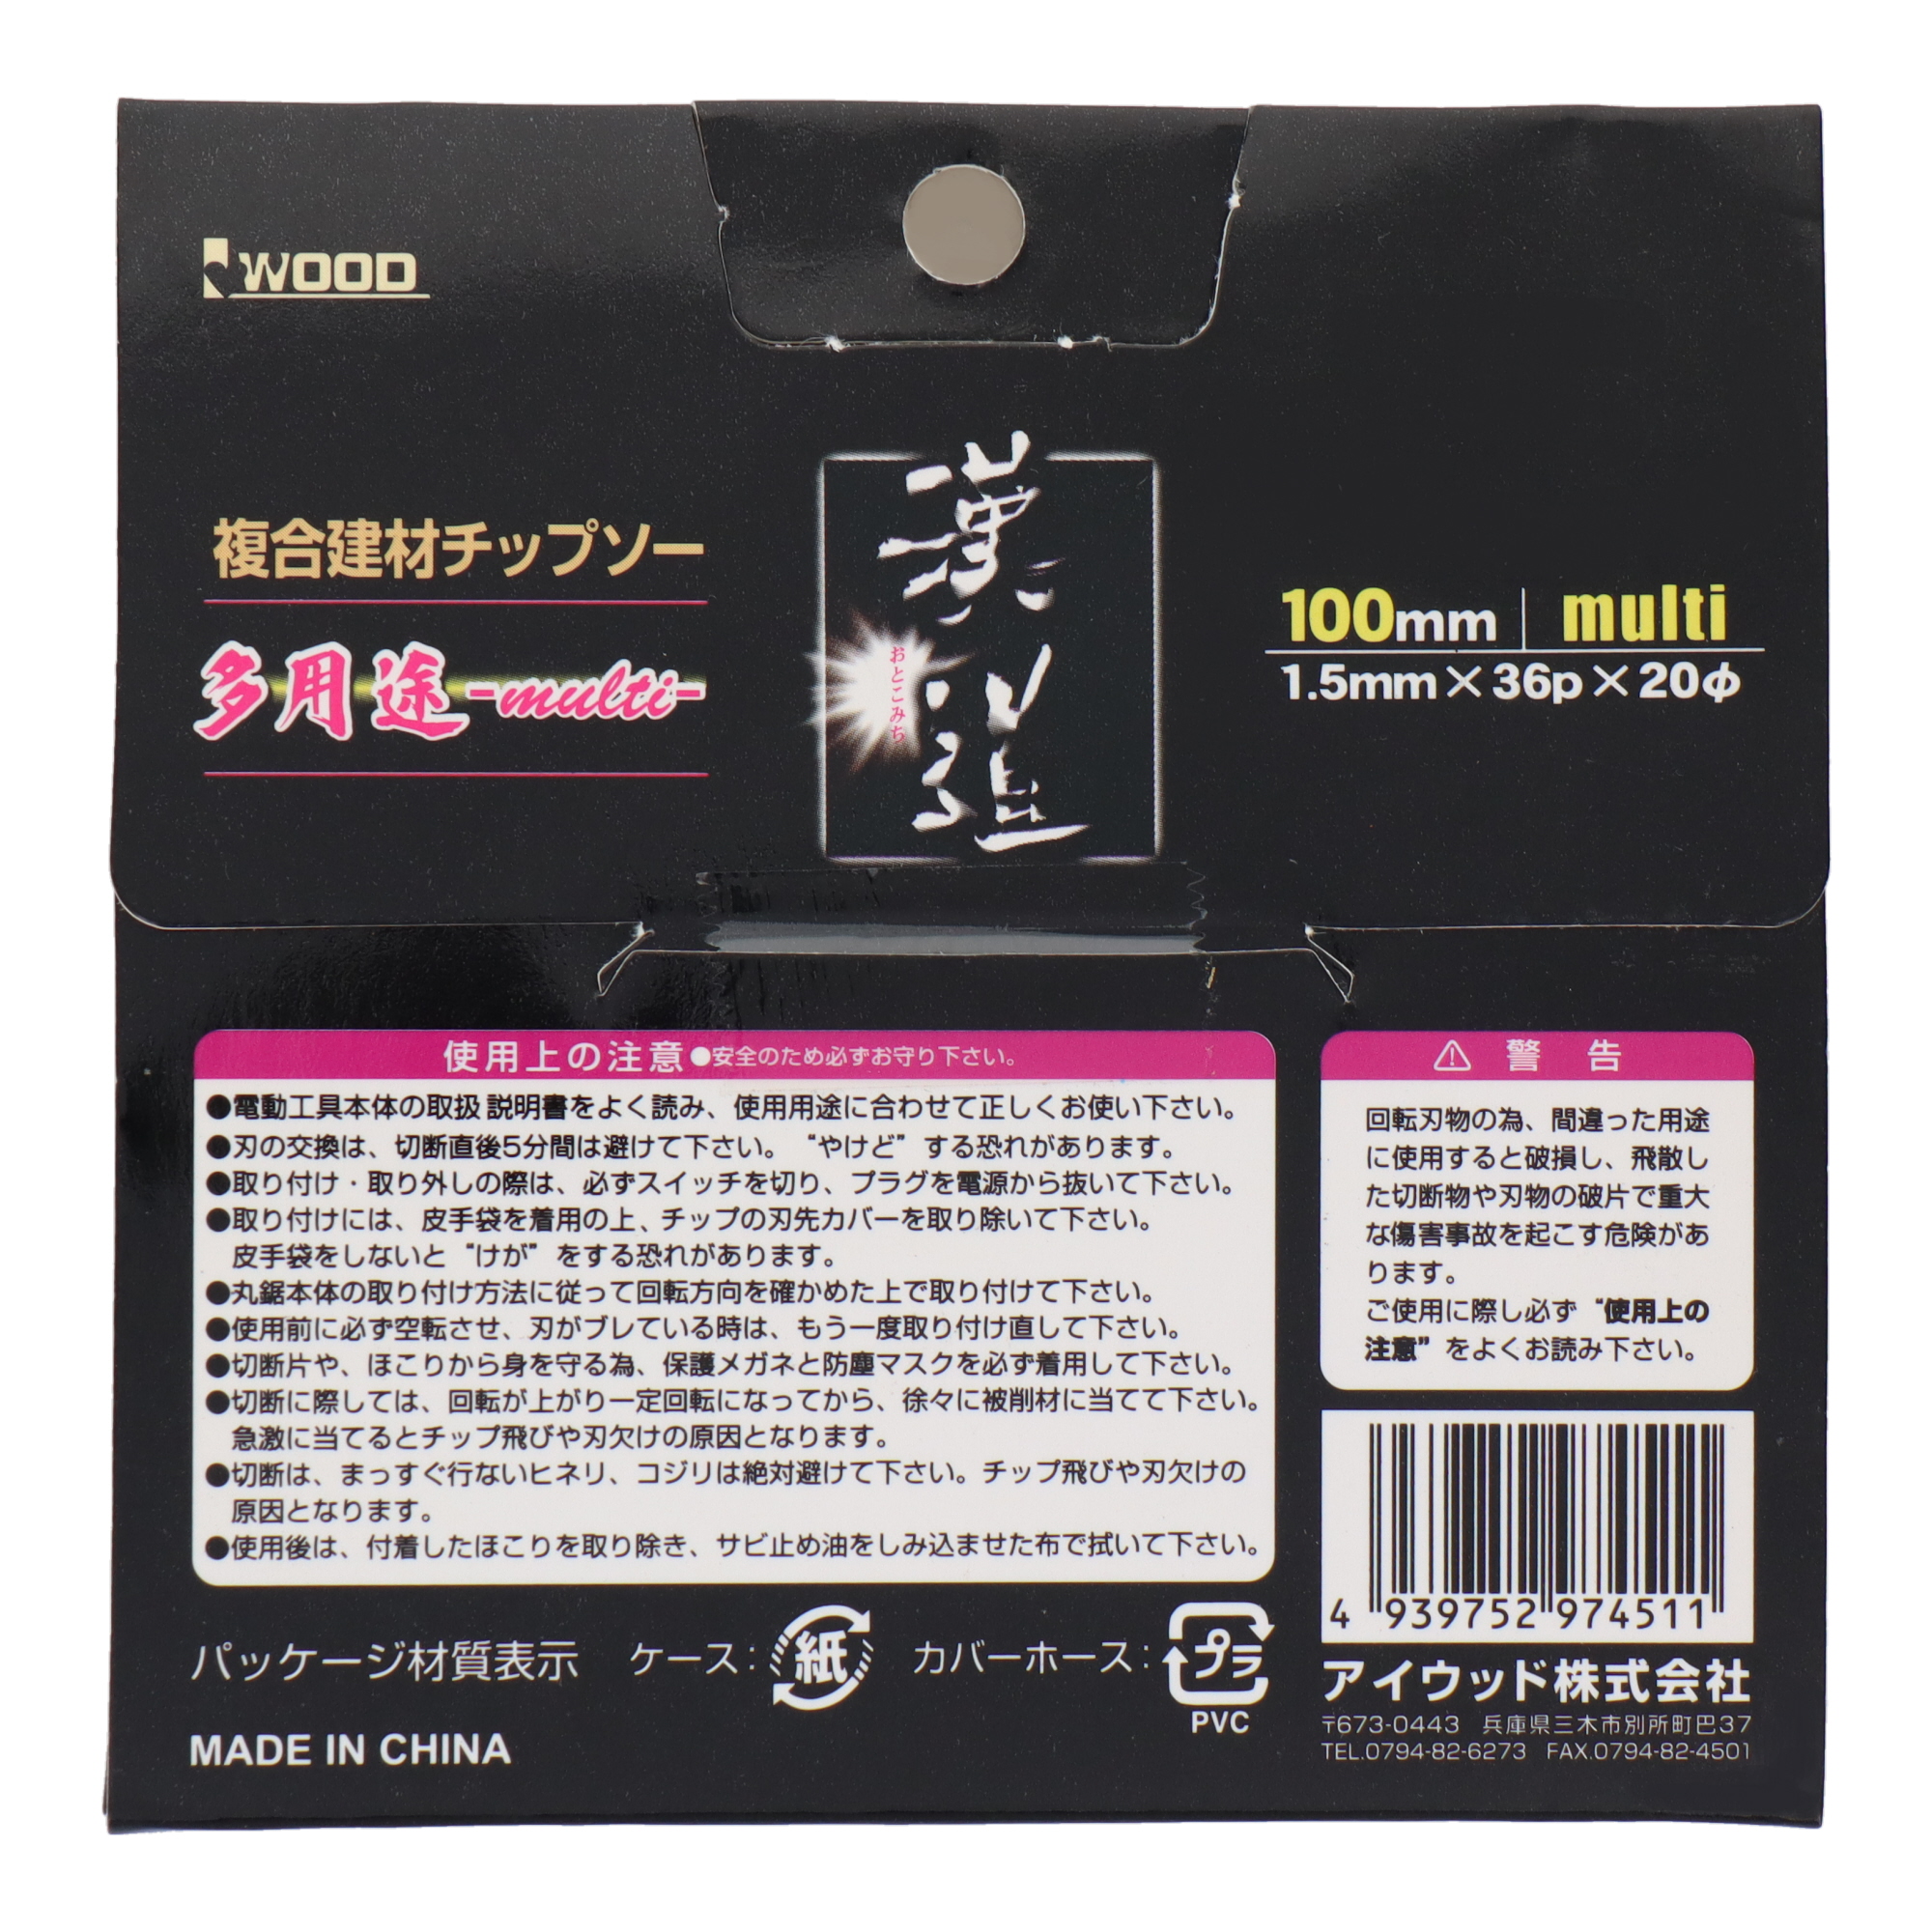 IWOOD
複合建材チップソー
多用途-multi-
漢道
おとこみち
100mm multi
1.5mm×36p×20φ
使用上の注意●安全のため必ずお守り下さい。
●電動工具本体の取扱説明書をよく読み、使用用途に合わせて正しくお使い下さい。
●刃の交換は、切断直後5分間は避けて下さい。“やけど”する恐れがあります。
●取り付け・取り外しの際は、必ずスイッチを切り、プラグを電源から抜いて下さい。
●取り付けには、皮手袋を着用の上、チップの刃先カバーを取り除いて下さい。
皮手袋をしないと“けが”をする恐れがあります。
●丸鋸本体の取り付け方法に従って回転方向を確かめた上で取り付けて下さい。
●使用前に必ず空転させ、刃がブレている時は、もう一度取り付け直して下さい。
●切断片や、ほこりから身を守る為、保護メガネと防塵マスクを必ず着用して下さい。
●切断に際しては、回転が上がり一定回転になってから、徐々に被削材に当てて下さい。
急激に当てるとチップ飛びや刃欠けの原因となります。
●切断は、まっすぐ行ないヒネリ、コジリは絶対避けて下さい。チップ飛びや刃欠けの
原因となります。
●使用後は、付着したほこりを取り除き、サビ止め油をしみ込ませた布で拭いて下さい。
⚠ 警告
回転刃物の為、間違った用途
に使用すると破損し、飛散し
た切断物や刃物の破片で重大
な傷害事故を起こす危険があ
ります。
ご使用に際し必ず“使用上の
注意”をよくお読み下さい。
4 939752 974511
パッケージ材質表示 ケース: 紙 カバーホース: プラ
PVC
MADE IN CHINA
アイウッド株式会社
〒673-0443 兵庫県三木市別所町巴37
TEL.0794-82-6273 FAX.0794-82-4501